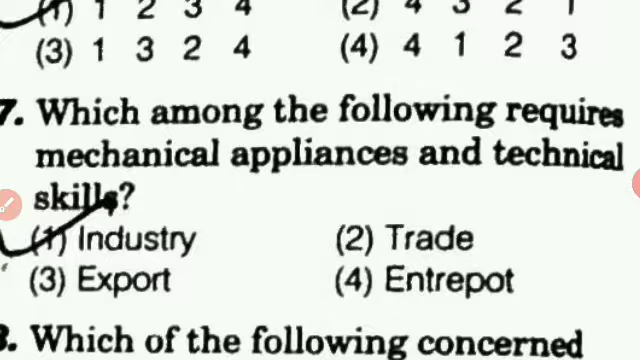 (1) 1 2 3 4 (2) 4 3 2 1
(3) 1 3 2 4 (4) 4 1 2 3
7. Which among the following requires
mechanical appliances and technical
skills?
(1) Industry (2) Trade
(3) Export (4) Entrepot
8. Which of the following concerned